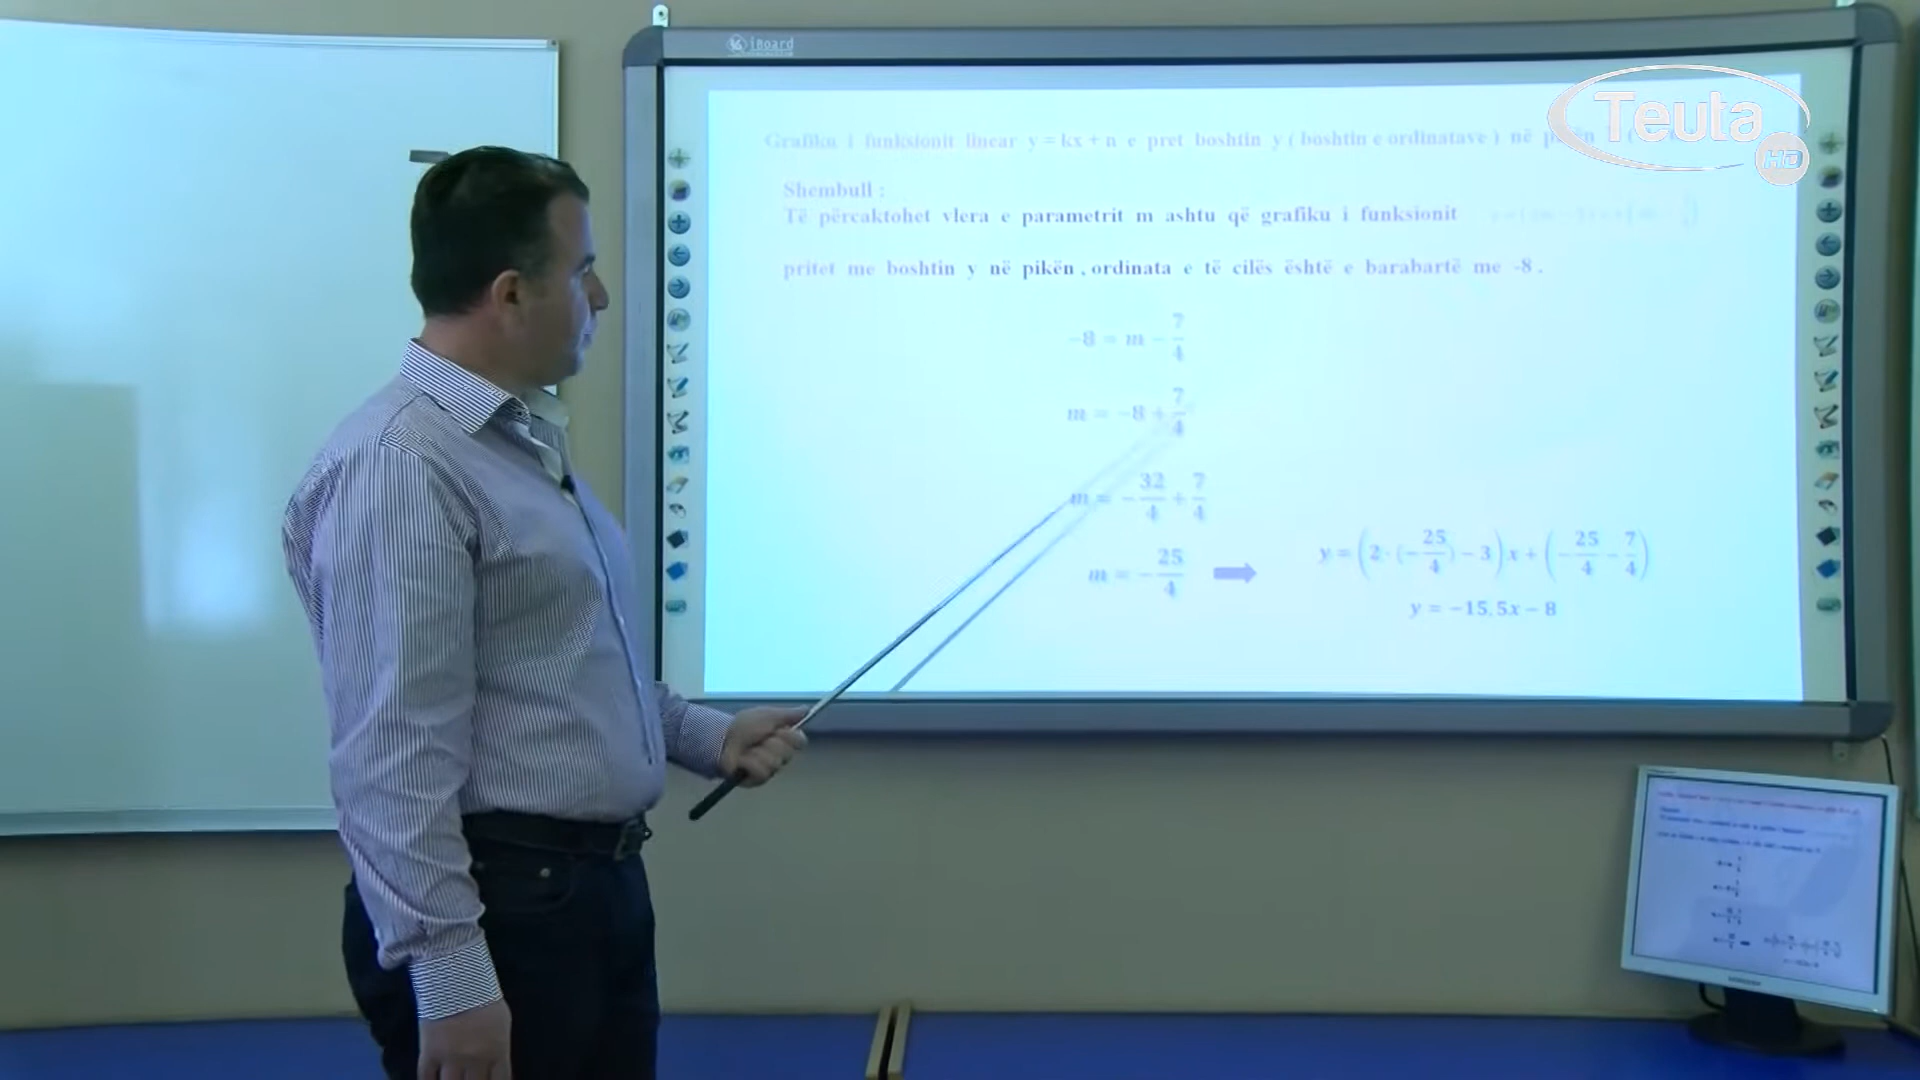 iBoard
Teuta
HD
Grafiku i funksionit linear y = kx + n e pret boshtin y ( boshtin e ordinatave ) në
Shembull :
Të përcaktohet vlera e parametrit m ashtu që grafiku i funksionit
pritet me boshtin y në pikën , ordinata e të cilës është e barabartë me -8 .
-8 = m - 7/4
m = -8 + 7/4
m = - 32/4 + 7/4
m = - 25/4
y = (2 · (- 25/4) - 3) x + (- 25/4 - 7/4)
y = -15,5x - 8